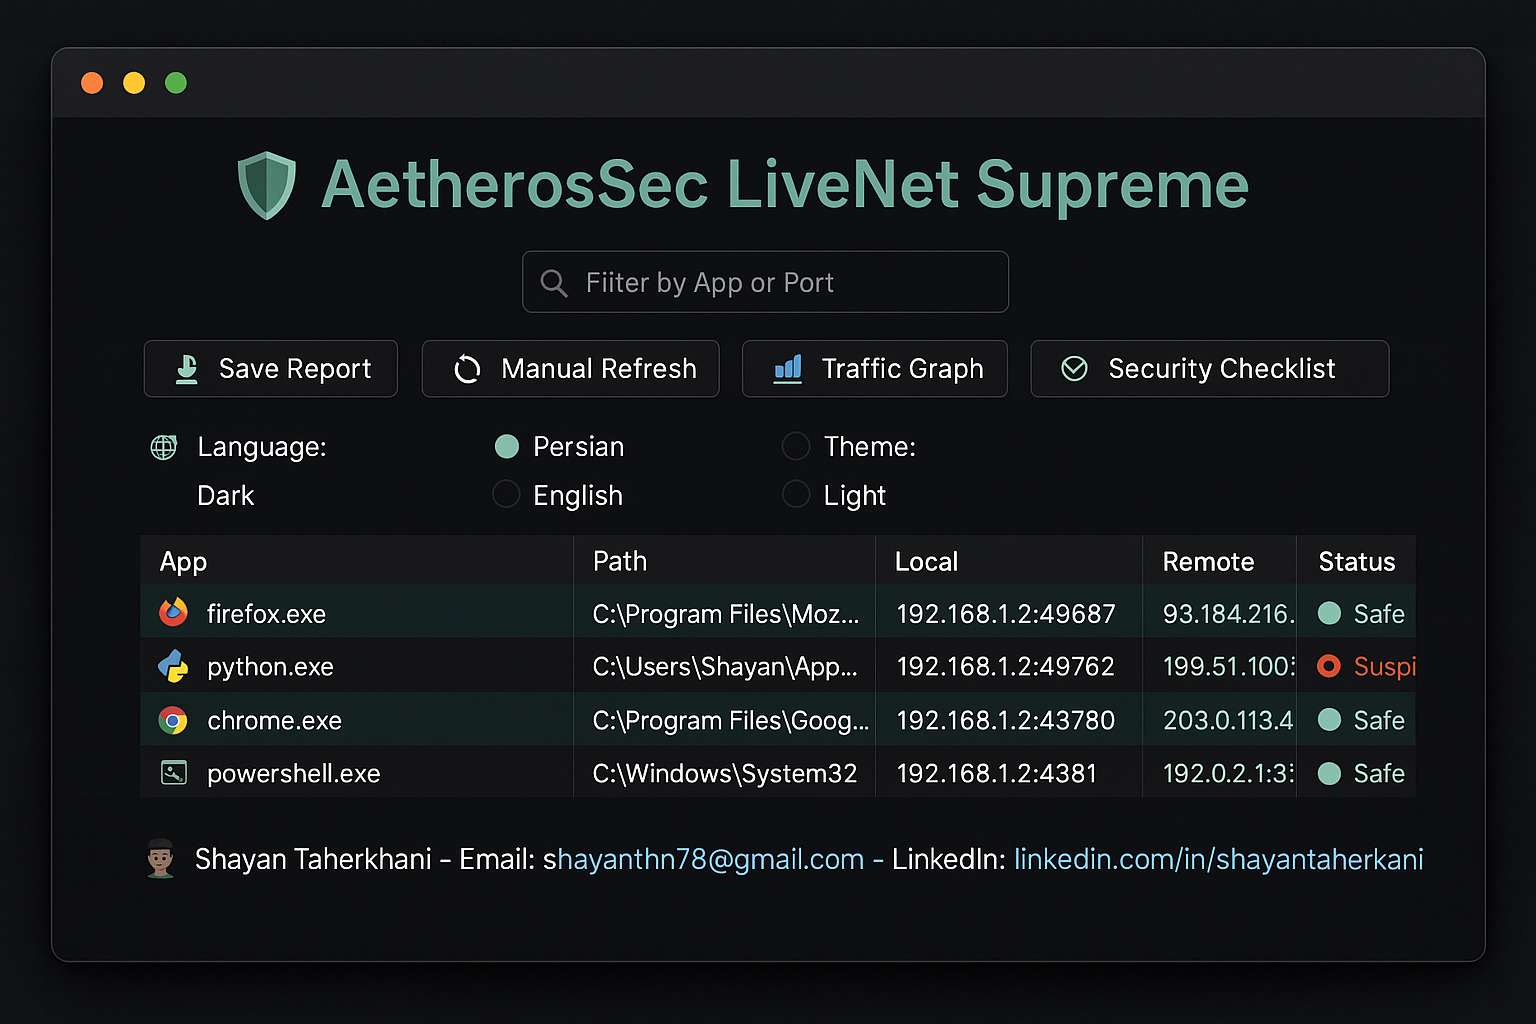 AetherosSec LiveNet Supreme
Fiiter by App or Port
Save Report Manual Refresh Traffic Graph Security Checklist
Language: Persian Theme:
Dark English Light
App Path Local Remote Status
firefox.exe C:\Program Files\Moz... 192.168.1.2:49687 93.184.216. Safe
python.exe C:\Users\Shayan\App... 192.168.1.2:49762 199.51.100: Suspi
chrome.exe C:\Program Files\Goog... 192.168.1.2:43780 203.0.113.4 Safe
powershell.exe C:\Windows\System32 192.168.1.2:4381 192.0.2.1:3 Safe
Shayan Taherkhani – Email: shayanthn78@gmail.com – LinkedIn: linkedin.com/in/shayantaherkani